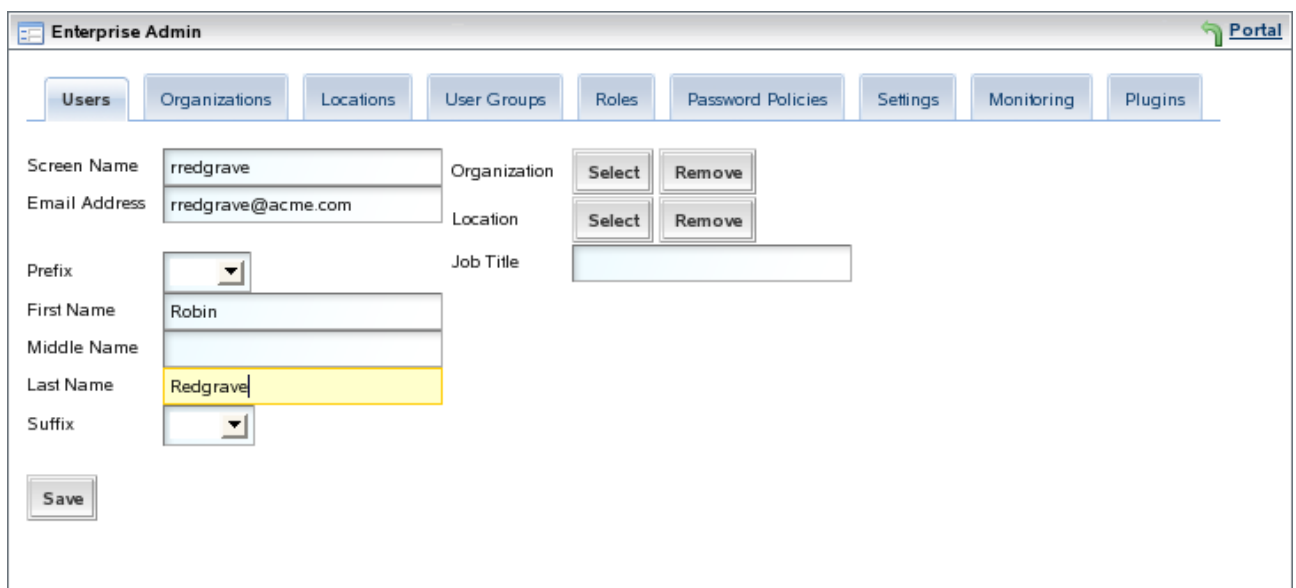 Enterprise Admin Portal
Users Organizations Locations User Groups Roles Password Policies Settings Monitoring Plugins
Screen Name rredgrave Organization Select Remove
Email Address rredgrave@acme.com
Location Select Remove
Prefix Job Title
First Name Robin
Middle Name
Last Name Redgrave
Suffix
Save